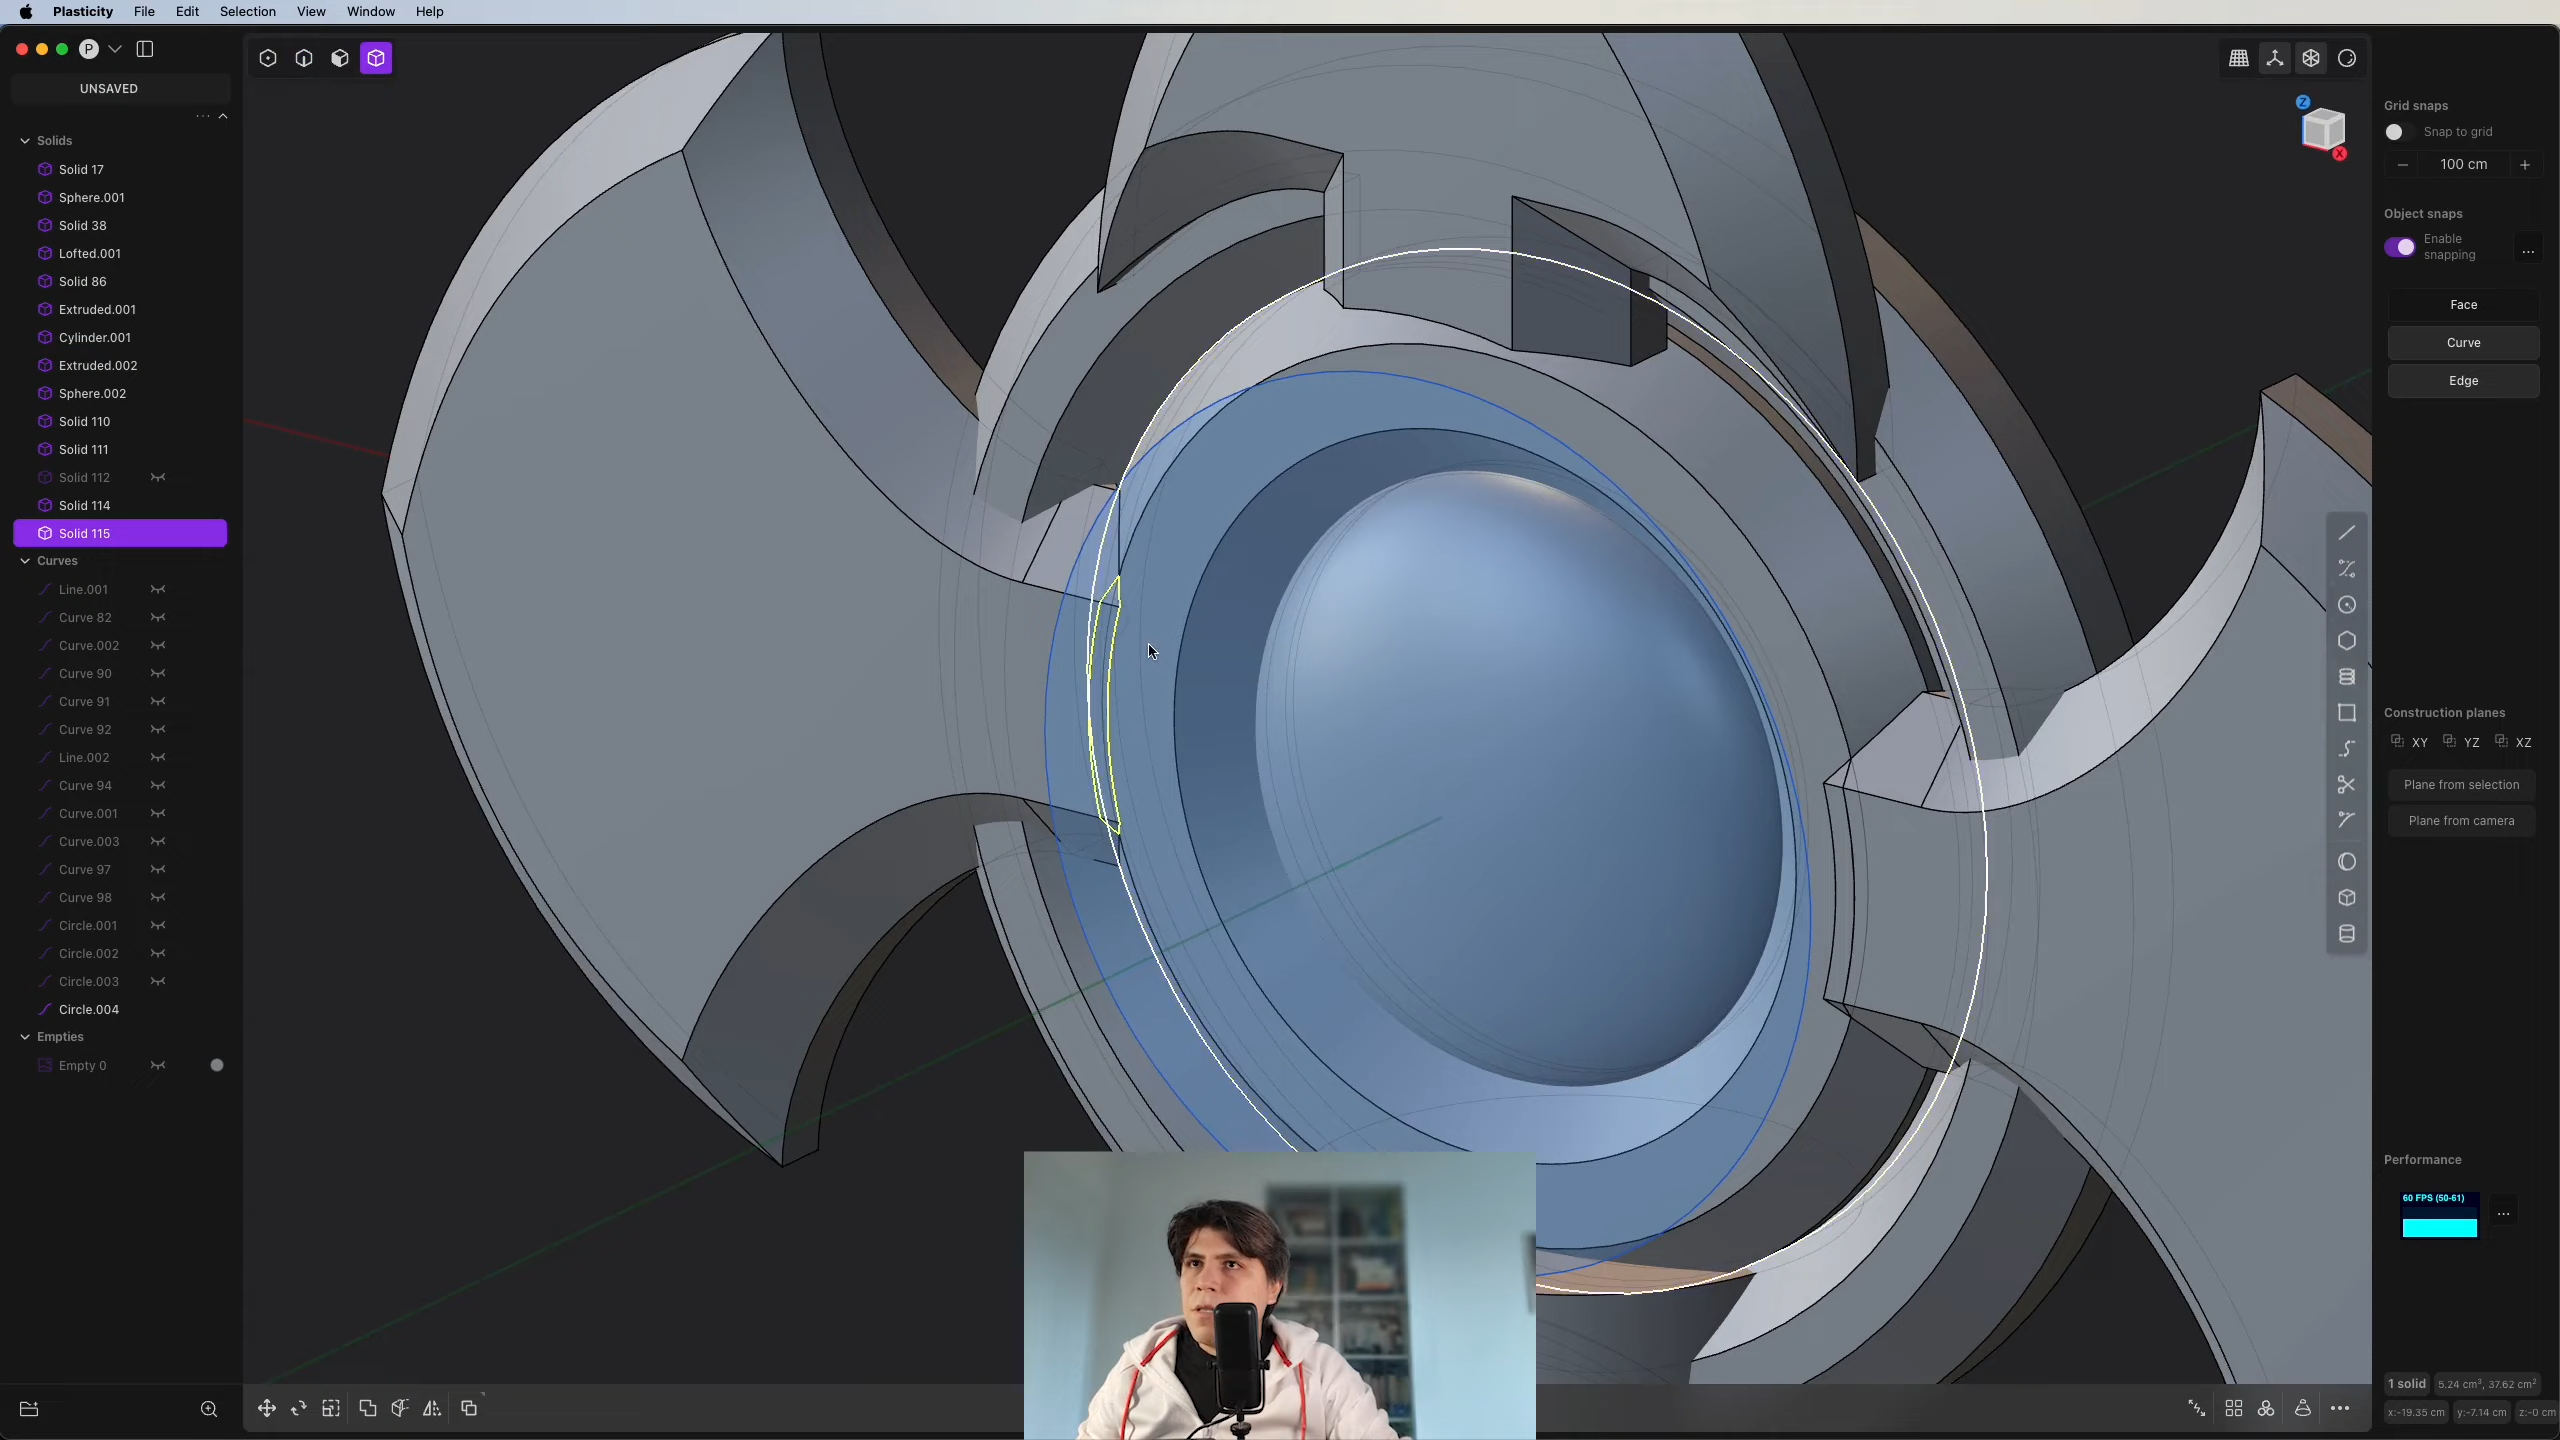 Plasticity File Edit Selection View Window Help
P
UNSAVED
Solids
Solid 17
Sphere.001
Solid 38
Lofted.001
Solid 86
Extruded.001
Cylinder.001
Extruded.002
Sphere.002
Solid 110
Solid 111
Solid 112
Solid 114
Solid 115
Curves
Line.001
Curve 82
Curve.002
Curve 90
Curve 91
Curve 92
Line.002
Curve 94
Curve.001
Curve.003
Curve 97
Curve 98
Circle.001
Circle.002
Circle.003
Circle.004
Empties
Empty 0
Z
X
Grid snaps
Snap to grid
100 cm
Object snaps
Enable
snapping
Face
Curve
Edge
Construction planes
XY YZ XZ
Plane from selection
Plane from camera
Performance
60 FPS (50-61)
1 solid 5.24 cm³, 37.62 cm²
x:-19.35 cm y:-7.14 cm z:-0 cm